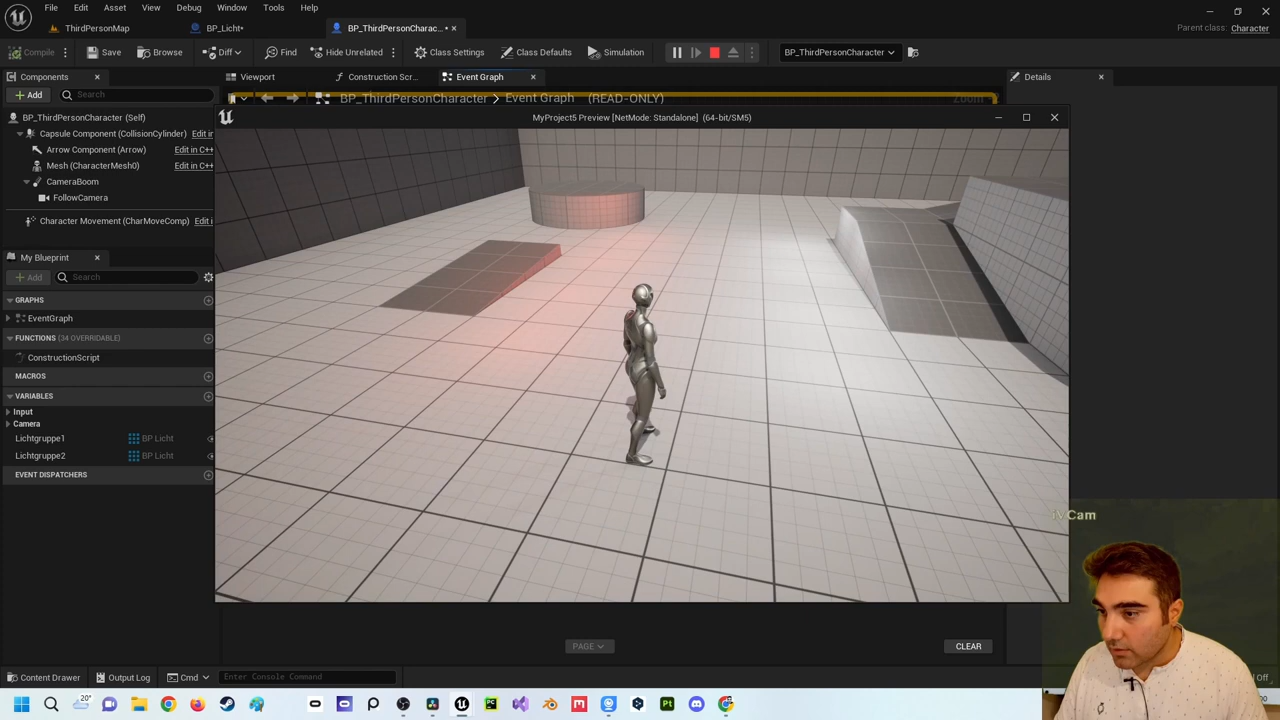 File Edit Asset View Debug Window Tools Help
ThirdPersonMap BP_Licht* BP_ThirdPersonCharac... *
Parent class: Character
Compile Save Browse Diff Find Hide Unrelated Class Settings Class Defaults Simulation BP_ThirdPersonCharacter
Components Viewport Construction Scr... Event Graph Details
Add Search BP_ThirdPersonCharacter > Event Graph (READ-ONLY) Zoom
BP_ThirdPersonCharacter (Self) MyProject5 Preview [NetMode: Standalone] (64-bit/SM5)
Capsule Component (CollisionCylinder) Edit in
Arrow Component (Arrow) Edit in C++
Mesh (CharacterMesh0) Edit in C++
CameraBoom
FollowCamera
Character Movement (CharMoveComp) Edit i
My Blueprint
Add Search
GRAPHS
EventGraph
FUNCTIONS (34 OVERRIDABLE)
ConstructionScript
MACROS
VARIABLES
Input
Camera
Lichtgruppe1 BP Licht
Lichtgruppe2 BP Licht
EVENT DISPATCHERS
iVCam
PAGE CLEAR
Content Drawer Output Log Cmd Enter Console Command Off
20°